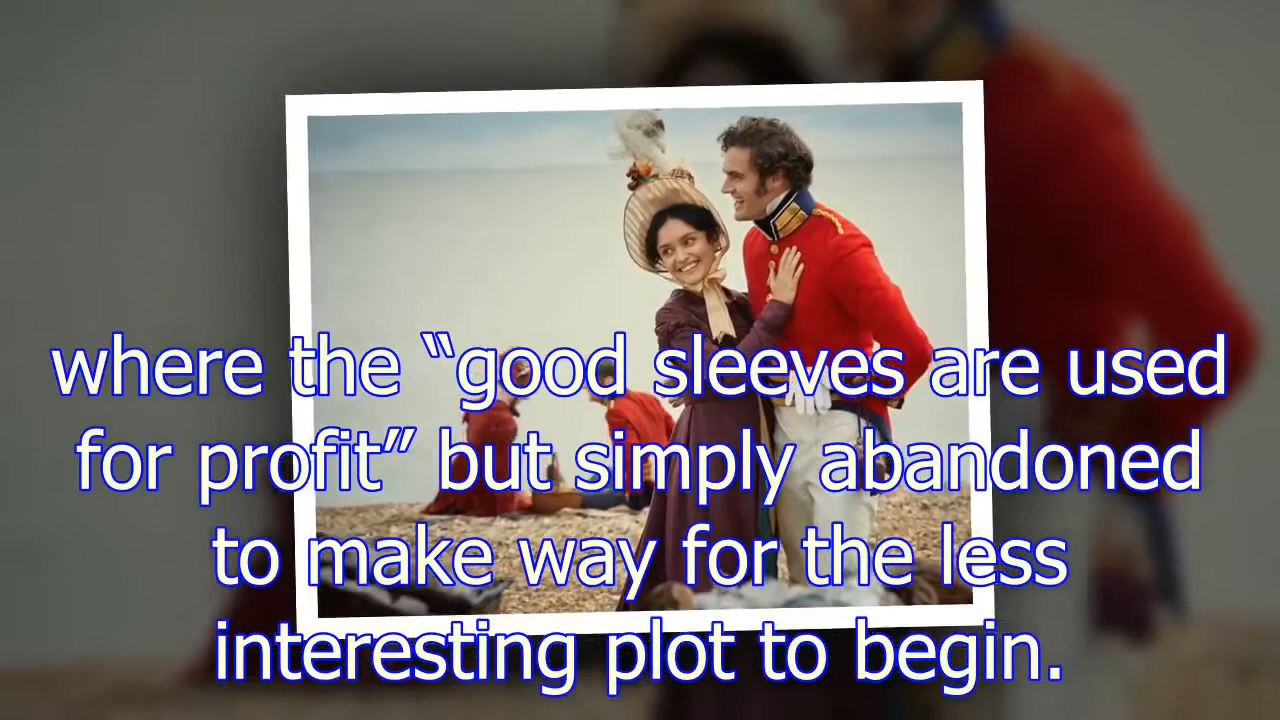 where the “good sleeves are used
for profit” but simply abandoned
to make way for the less
interesting plot to begin.